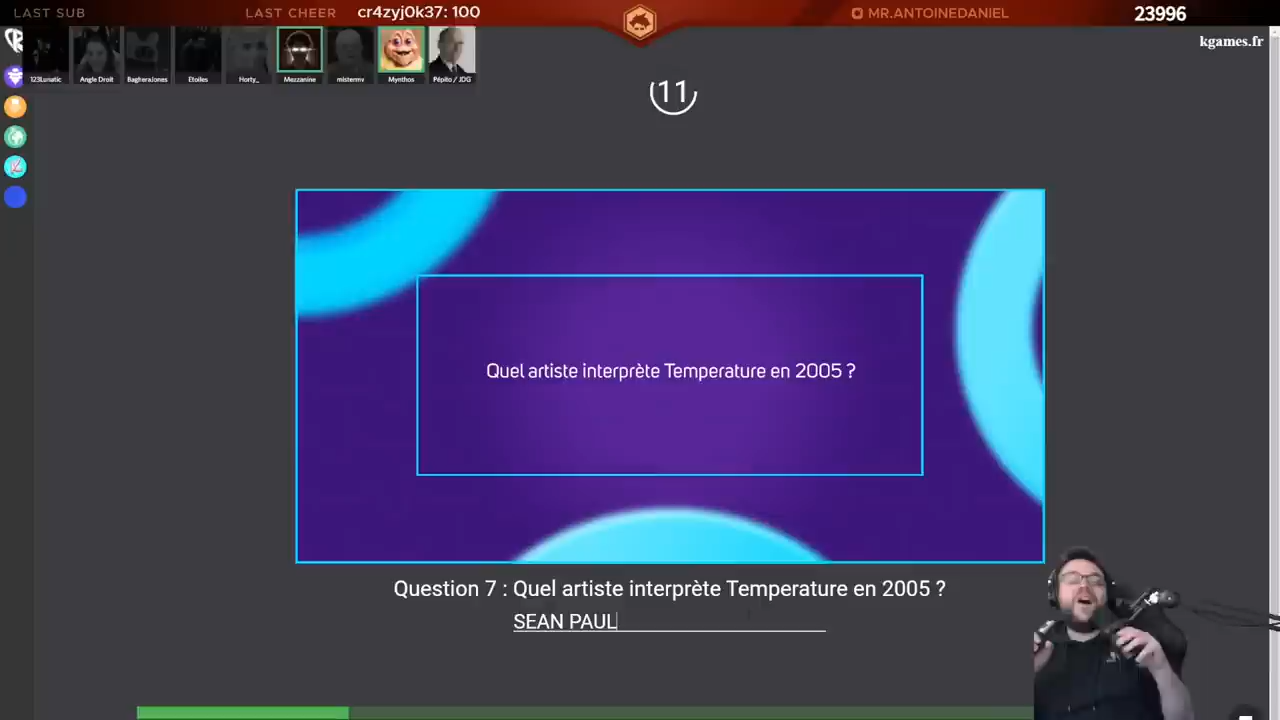 LAST SUB
LAST CHEER
cr4zyj0k37: 100
MR.ANTOINEDANIEL
23996
kgames.fr
123Lunatic
Angle Droit
BagheraJones
Etoiles
Horty_
Mezzanine
mistermv
Mynthos
Pépito / JDG
11
Quel artiste interprète Temperature en 2005 ?
Question 7 : Quel artiste interprète Temperature en 2005 ?
SEAN PAUL